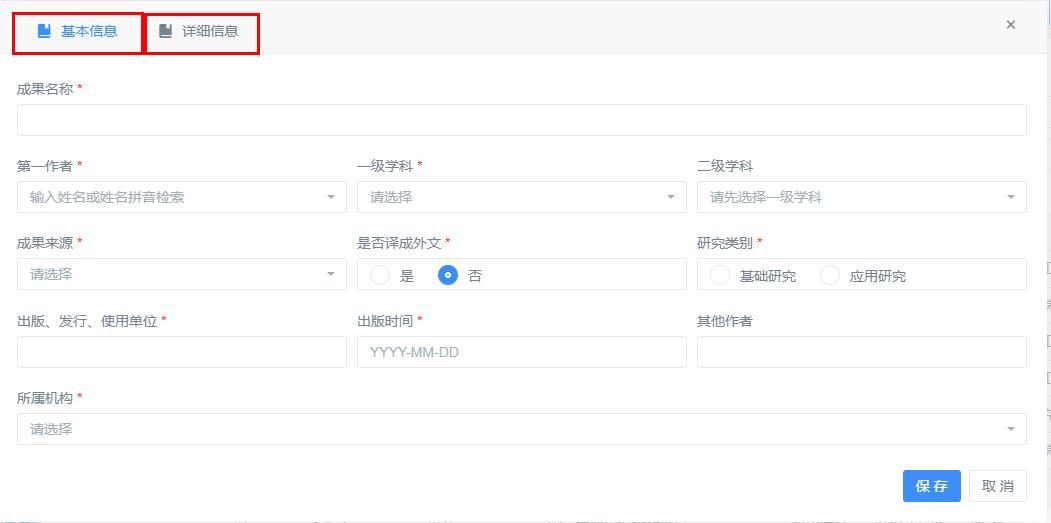 基本信息 详细信息 ×
成果名称 *
第一作者 * 一级学科 * 二级学科
输入姓名或姓名拼音检索 请选择 请先选择一级学科
成果来源 * 是否译成外文 * 研究类别 *
请选择 是 否 基础研究 应用研究
出版、发行、使用单位 * 出版时间 * 其他作者
YYYY-MM-DD
所属机构 *
请选择
保存 取消